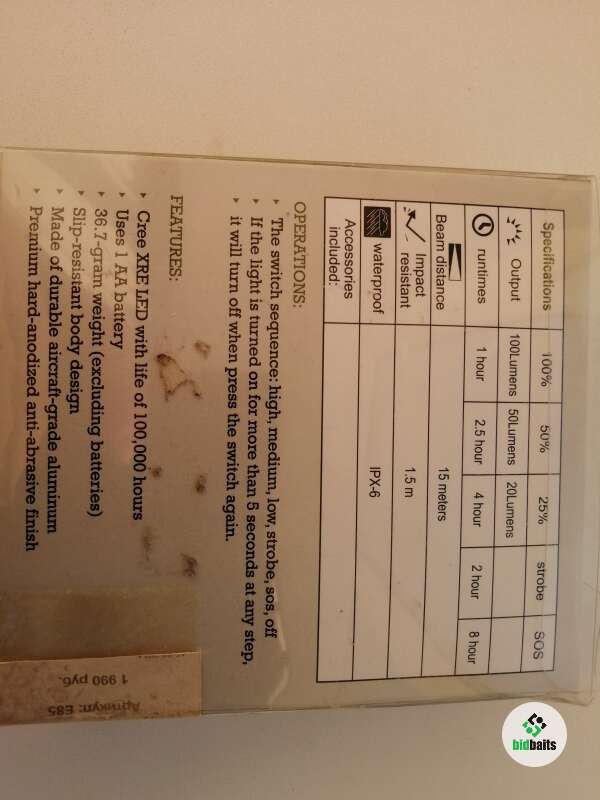 Specifications 100% 50% 25% strobe SOS
Output 100Lumens 50Lumens 20Lumens
runtimes 1 hour 2.5 hour 4 hour 2 hour 8 hour
Beam distance 15 meters
Impact resistant 1.5 m
waterproof IPX-6
Accessories included:
OPERATIONS:
The switch sequence: high, medium, low, strobe, sos, off
If the light is turned on for more than 5 seconds at any step,
it will turn off when press the switch again.
FEATURES:
Cree XRE LED with life of 100,000 hours
Uses 1 AA battery
36.7-gram weight (excluding batteries)
Slip-resistant body design
Made of durable aircraft-grade aluminum
Premium hard-anodized anti-abrasive finish
Артикул: E85
1 990 руб.
bidbaits